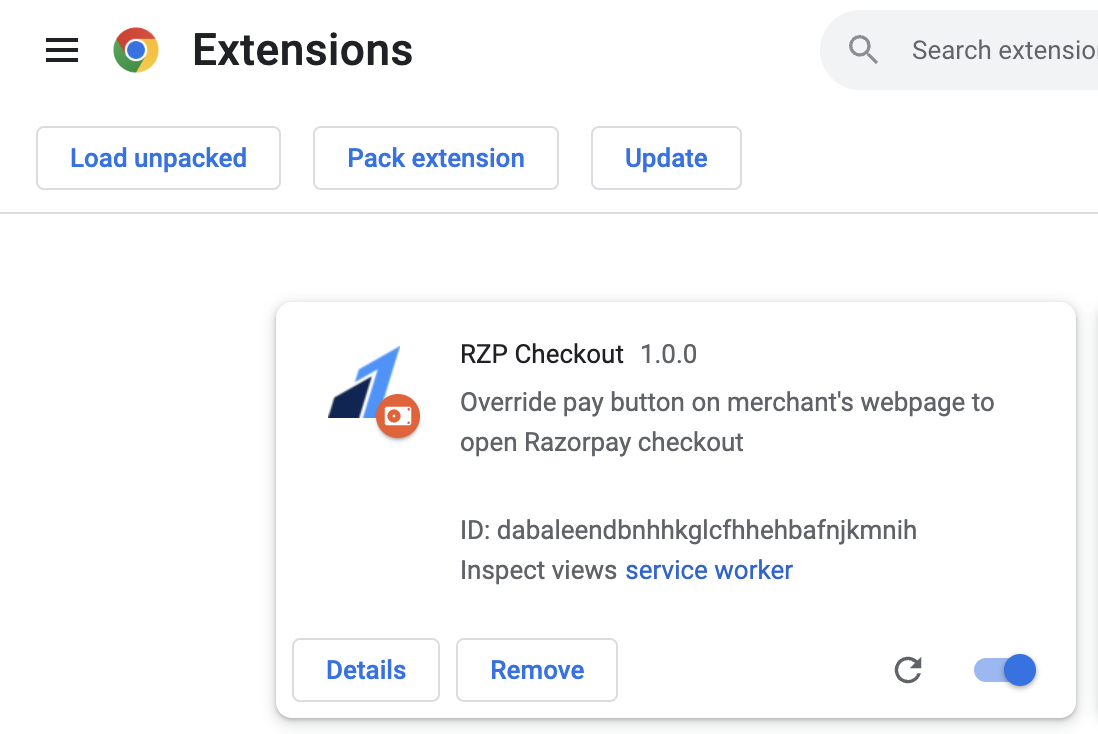 Extensions
Search extensio
Load unpacked
Pack extension
Update
RZP Checkout 1.0.0
Override pay button on merchant's webpage to
open Razorpay checkout
ID: dabaleendbnhhkglcfhhehbafnjkmnih
Inspect views service worker
Details
Remove